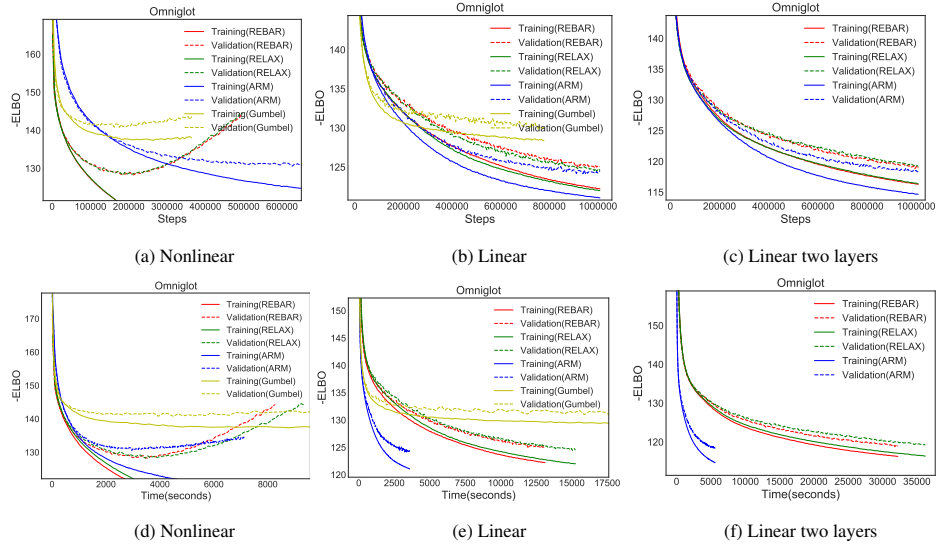 Omniglot
-ELBO
160
150
140
130
Training(REBAR)
Validation(REBAR)
Training(RELAX)
Validation(RELAX)
Training(ARM)
Validation(ARM)
Training(Gumbel)
Validation(Gumbel)
0 100000 200000 300000 400000 500000 600000
Steps
(a) Nonlinear
Omniglot
-ELBO
140
135
130
125
Training(REBAR)
Validation(REBAR)
Training(RELAX)
Validation(RELAX)
Training(ARM)
Validation(ARM)
Training(Gumbel)
Validation(Gumbel)
0 200000 400000 600000 800000 1000000
Steps
(b) Linear
Omniglot
-ELBO
140
135
130
125
120
115
Training(REBAR)
Validation(REBAR)
Training(RELAX)
Validation(RELAX)
Training(ARM)
Validation(ARM)
200000 400000 600000 800000 1000000
Steps
(c) Linear two layers
Omniglot
-ELBO
170
160
150
140
130
Training(REBAR)
Validation(REBAR)
Training(RELAX)
Validation(RELAX)
Training(ARM)
Validation(ARM)
Training(Gumbel)
Validation(Gumbel)
0 2000 4000 6000 8000
Time(seconds)
(d) Nonlinear
Omniglot
-ELBO
150
145
140
135
130
125
120
Training(REBAR)
Validation(REBAR)
Training(RELAX)
Validation(RELAX)
Training(ARM)
Validation(ARM)
Training(Gumbel)
Validation(Gumbel)
0 2500 5000 7500 10000 12500 15000 17500
Time(seconds)
(e) Linear
Omniglot
-ELBO
150
140
130
120
Training(REBAR)
Validation(REBAR)
Training(RELAX)
Validation(RELAX)
Training(ARM)
Validation(ARM)
0 5000 10000 15000 20000 25000 30000 35000
Time(seconds)
(f) Linear two layers